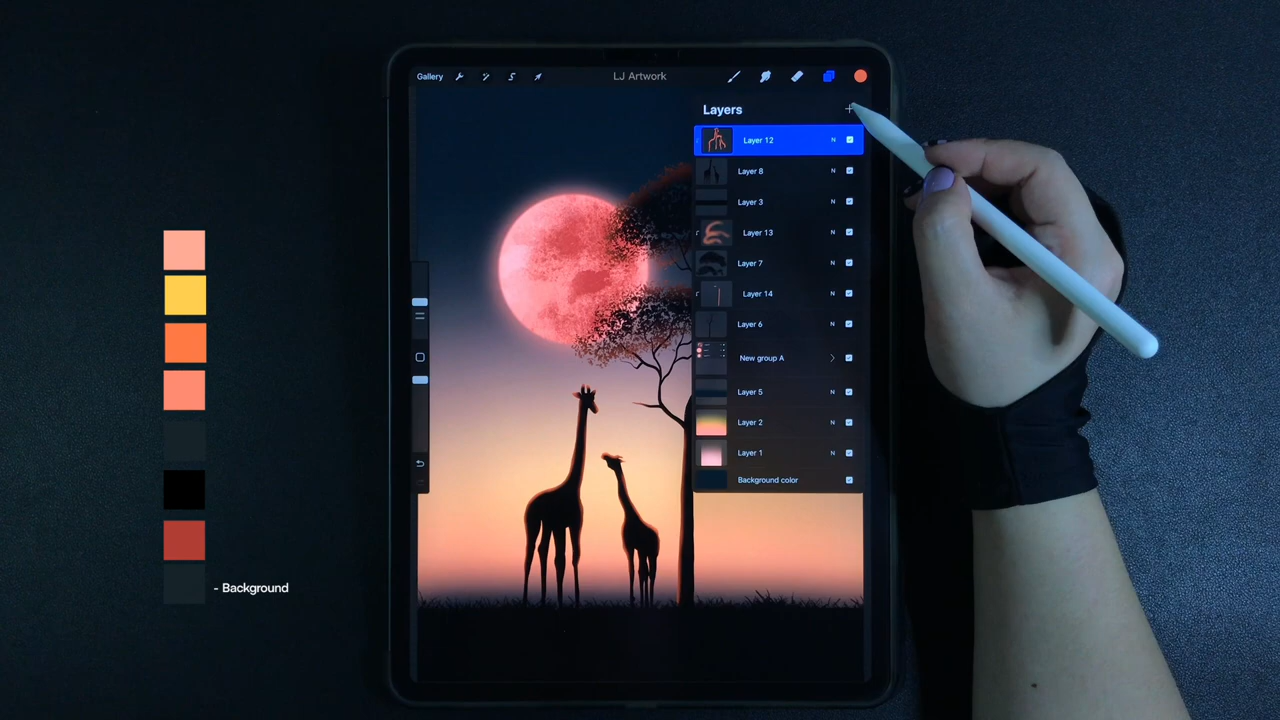 Gallery
LJ Artwork
Layers
Layer 12 N
Layer 8 N
Layer 3 N
Layer 13 N
Layer 7 N
Layer 14 N
Layer 6 N
New group A
Layer 5 N
Layer 2 N
Layer 1 N
Background color
- Background